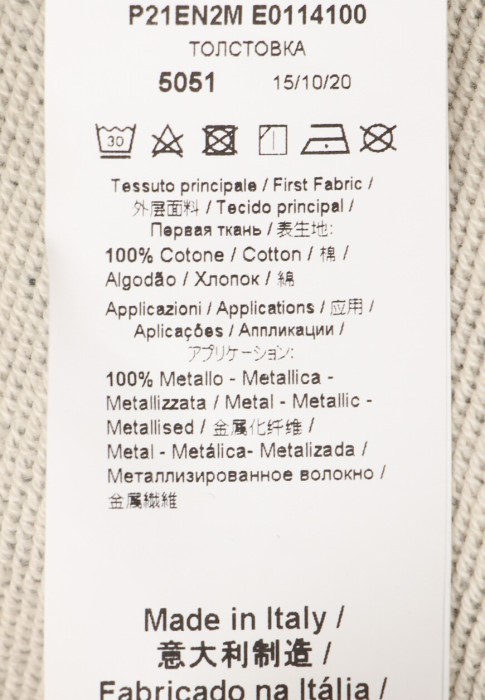 P21EN2M E0114100
ТОЛСТОВКА
5051 15/10/20
30
Tessuto principale / First Fabric /
外层面料 / Tecido principal /
Первая ткань / 表生地:
100% Cotone / Cotton / 棉 /
Algodão / Хлопок / 綿
Applicazioni / Applications / 应用 /
Aplicações / Аппликации /
アプリケーション:
100% Metallo - Metallica -
Metallizzata / Metal - Metallic -
Metallised / 金属化纤维 /
Metal - Metálica- Metalizada /
Металлизированное волокно /
金属繊維
Made in Italy /
意大利制造 /
Fabricado na Itália /